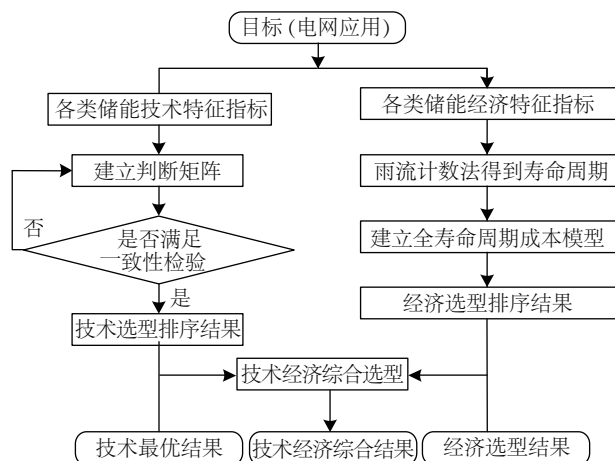 目标(电网应用)
各类储能技术特征指标
各类储能经济特征指标
建立判断矩阵
雨流计数法得到寿命周期
否
是否满足
一致性检验
建立全寿命周期成本模型
是
经济选型排序结果
技术选型排序结果
技术经济综合选型
技术最优结果
技术经济综合结果
经济选型结果